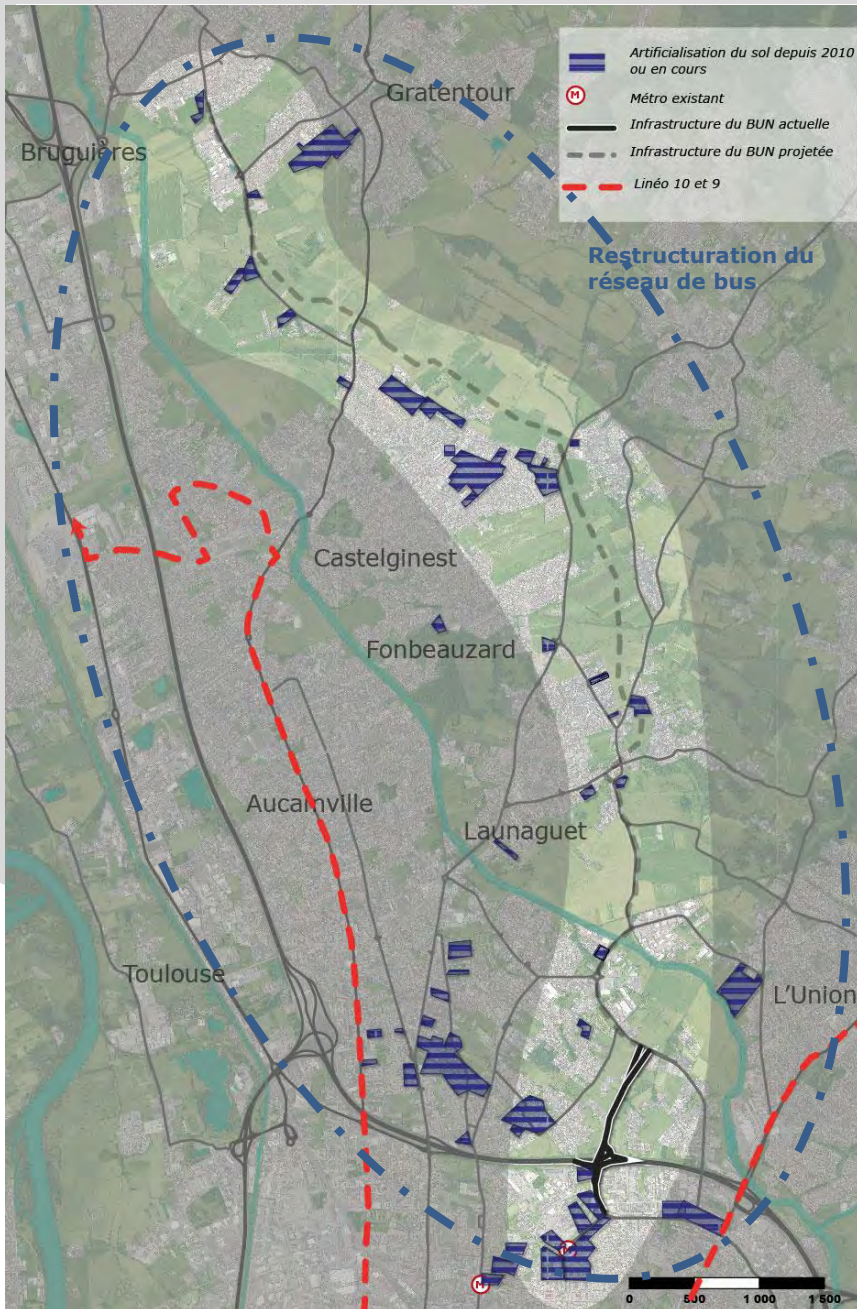 Artificialisation du sol depuis 2010
ou en cours
M
Métro existant
Infrastructure du BUN actuelle
Infrastructure du BUN projetée
Linéo 10 et 9
Gratentour
Bruguières
Restructuration du
réseau de bus
Castelginest
Fonbeauzard
Aucamville
Launaguet
Toulouse
L'Union
M
M
0 500 1 000 1 500